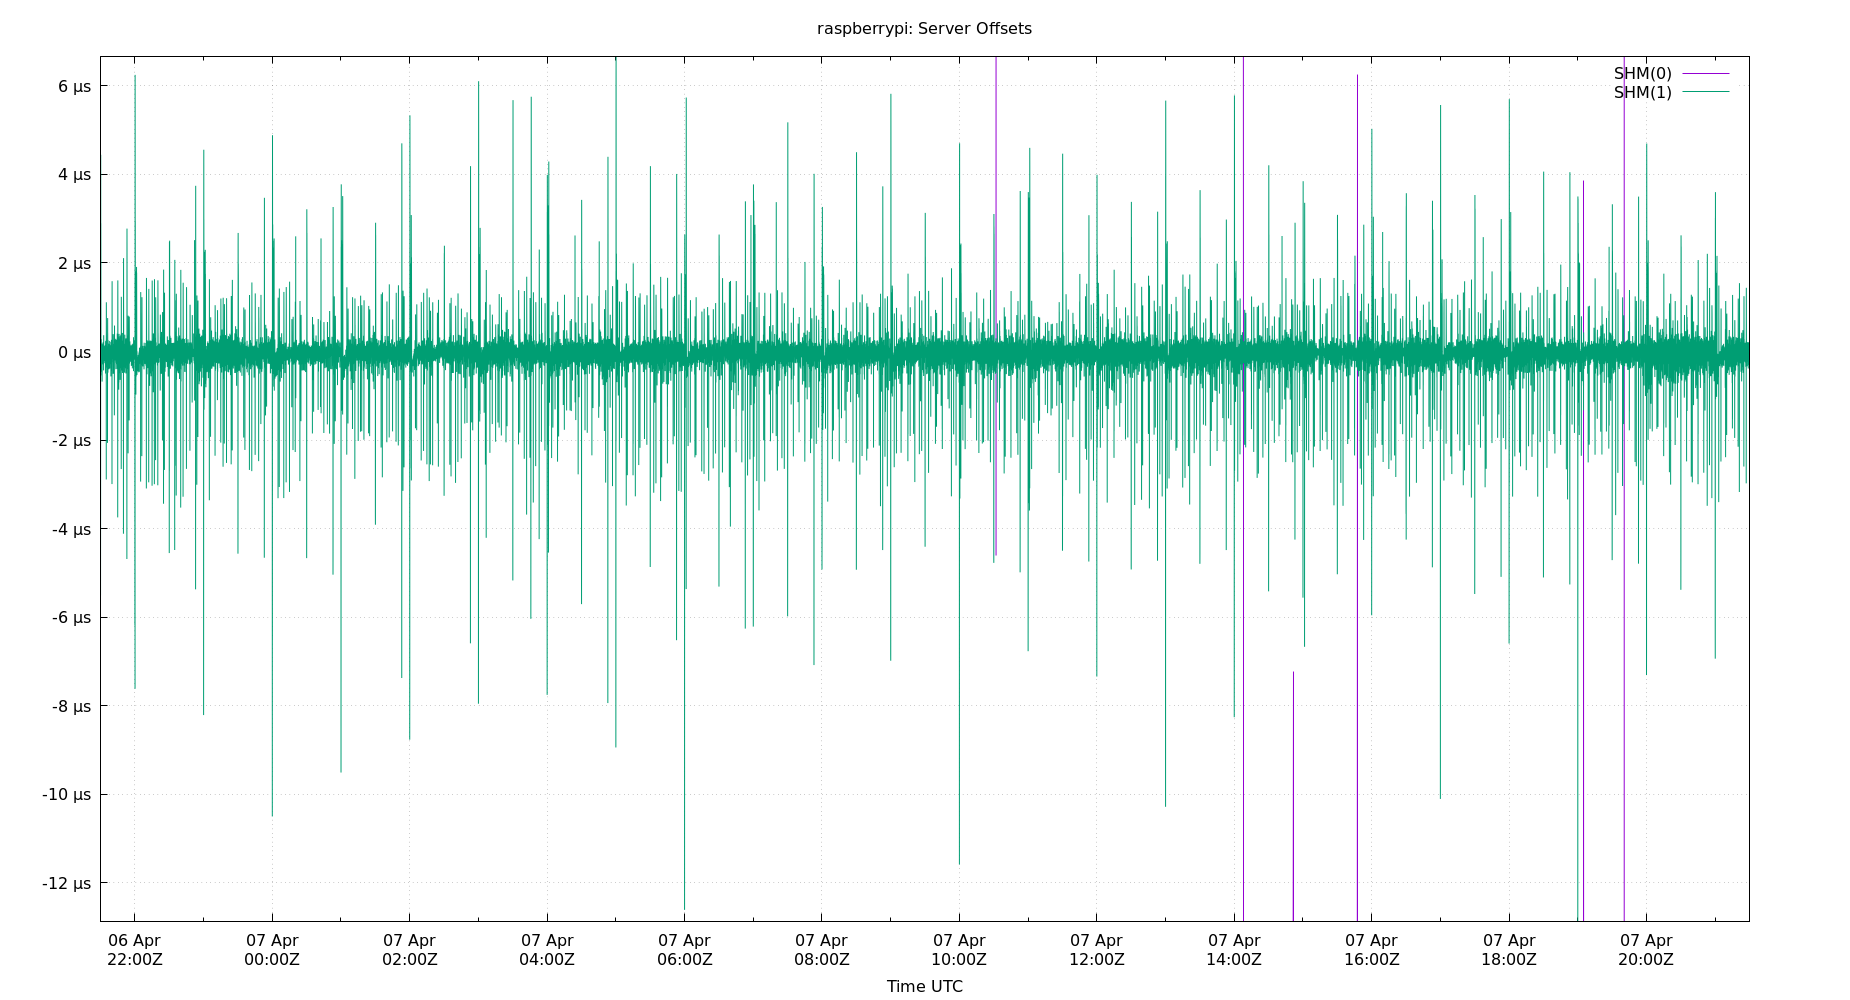 raspberrypi: Server Offsets
SHM(0)
SHM(1)
6 µs
4 µs
2 µs
0 µs
-2 µs
-4 µs
-6 µs
-8 µs
-10 µs
-12 µs
06 Apr 07 Apr 07 Apr 07 Apr 07 Apr 07 Apr 07 Apr 07 Apr 07 Apr 07 Apr 07 Apr 07 Apr
22:00Z 00:00Z 02:00Z 04:00Z 06:00Z 08:00Z 10:00Z 12:00Z 14:00Z 16:00Z 18:00Z 20:00Z
Time UTC